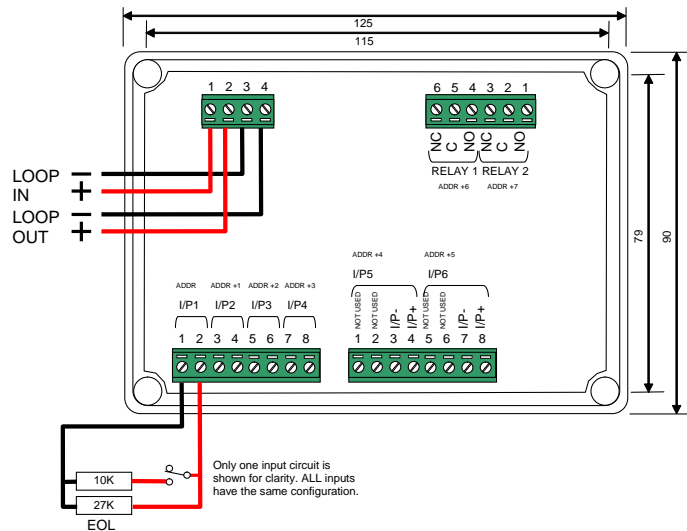 125
115
1 2 3 4
6 5 4 3 2 1
NC C NO NC C NO
RELAY 1 RELAY 2
ADDR +6 ADDR +7
LOOP − 
IN +
LOOP −
OUT +
79
90
ADDR ADDR +1 ADDR +2 ADDR +3
I/P1 I/P2 I/P3 I/P4
1 2 3 4 5 6 7 8
ADDR +4 ADDR +5
I/P5 I/P6
NOT USED NOT USED I/P- I/P+ NOT USED NOT USED I/P- I/P+
1 2 3 4 5 6 7 8
10K
27K
EOL
Only one input circuit is
shown for clarity. ALL inputs
have the same configuration.